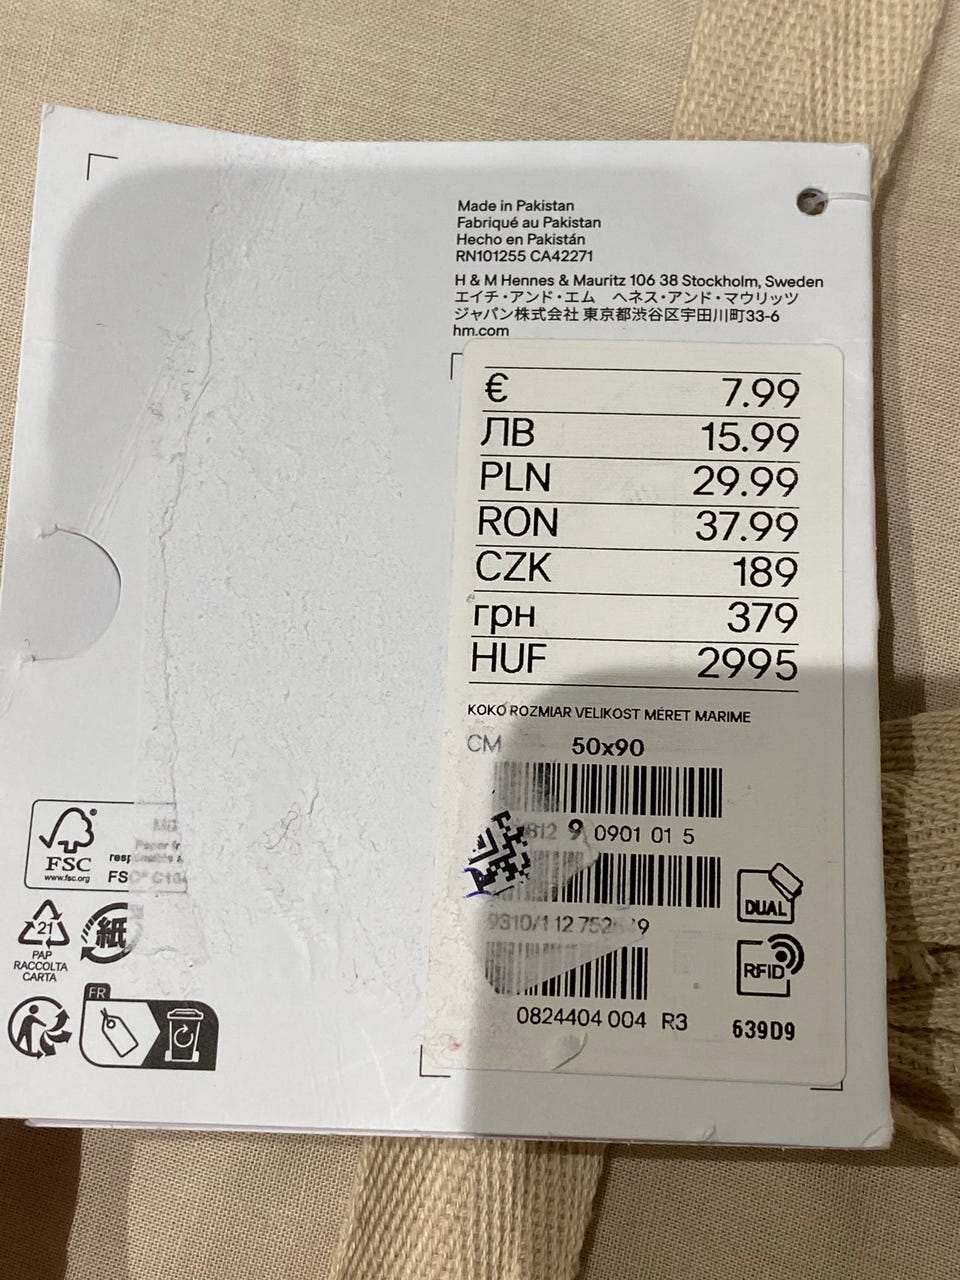 Made in Pakistan
Fabriqué au Pakistan
Hecho en Pakistán
RN101255 CA42271
H & M Hennes & Mauritz 106 38 Stockholm, Sweden
エイチ・アンド・エム ヘネス・アンド・マウリッツ
ジャパン株式会社 東京都渋谷区宇田川町33-6
hm.com
€ 7.99
ЛВ 15.99
PLN 29.99
RON 37.99
CZK 189
грн 379
HUF 2995
KOKO ROZMIAR VELIKOST MÉRET MARIME
CM 50x90
9 0901 01 5
DUAL
RFID
0824404 004 R3
639D9
FSC
www.fsc.org
21
PAP
RACCOLTA
CARTA
紙
FR